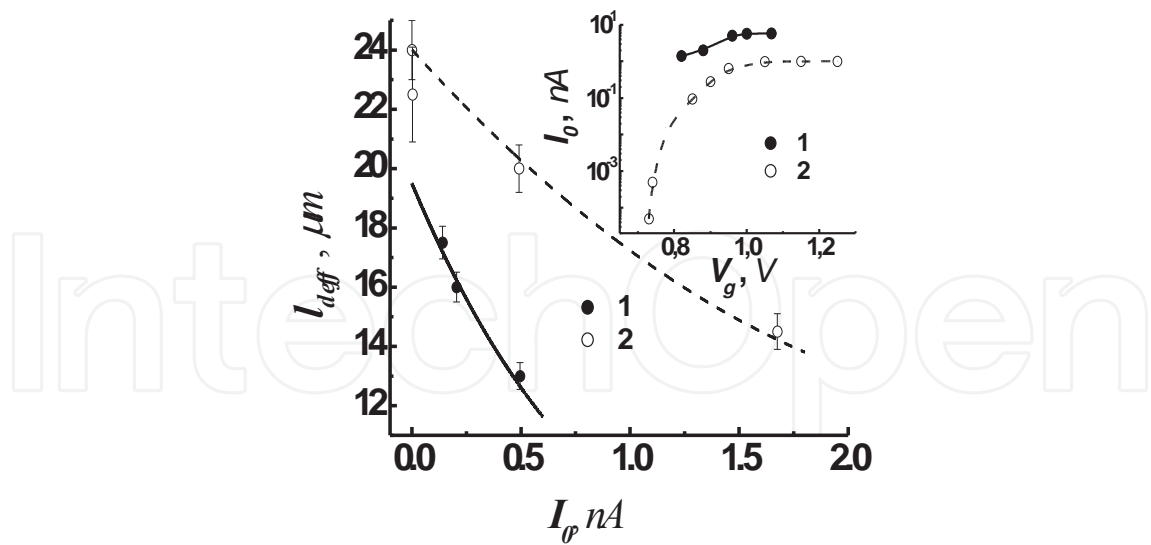 24
22
20
18
16
14
12
l_deff , μm
0.0 0.5 1.0 1.5 2.0
I_0, nA
1
2
10^1
10^-1
10^-3
I_0, nA
0,8 1,0 1,2
V_g, V
1
2
IntechOpen